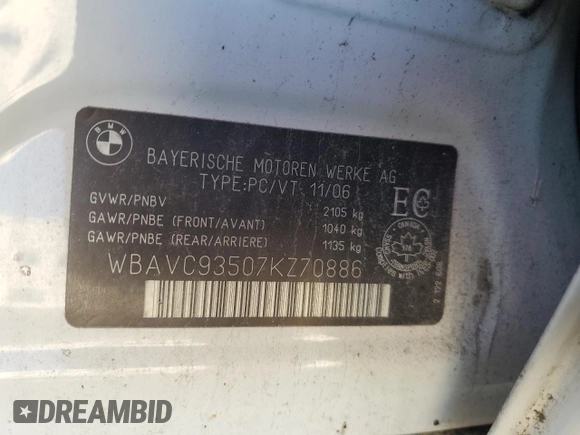 BMW
BAYERISCHE MOTOREN WERKE AG
TYPE:PC/VT 11/06
GVWR/PNBV 2105 kg
GAWR/PNBE (FRONT/AVANT) 1040 kg
GAWR/PNBE (REAR/ARRIERE) 1135 kg
WBAVC93507KZ70886
EC
CANADA
DREAMBID